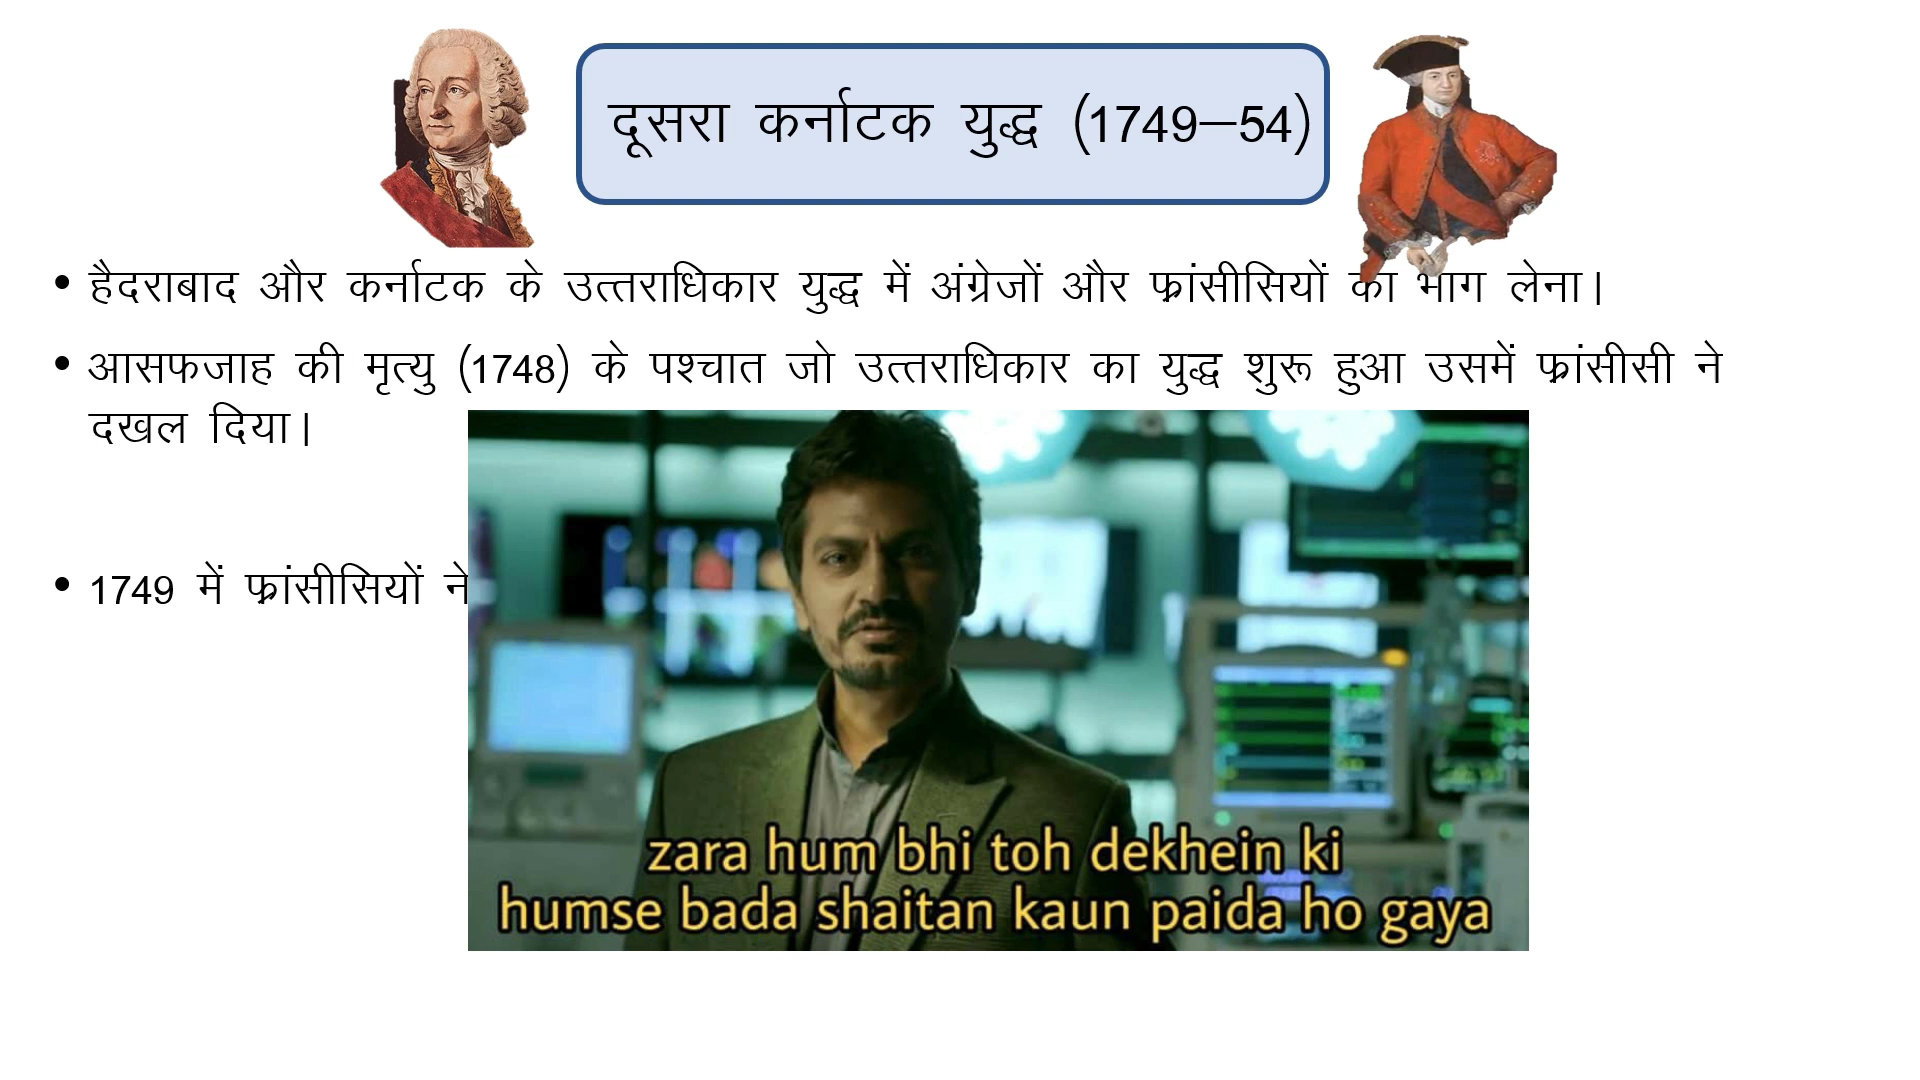 दूसरा कर्नाटक युद्ध (1749–54)
• हैदराबाद और कर्नाटक के उत्तराधिकार युद्ध में अंग्रेजों और फ्रांसीसियों का भाग लेना।
• आसफजाह की मृत्यु (1748) के पश्चात जो उत्तराधिकार का युद्ध शुरू हुआ उसमें फ्रांसीसी ने
दखल दिया।
• 1749 में फ्रांसीसियों ने
zara hum bhi toh dekhein ki
humse bada shaitan kaun paida ho gaya